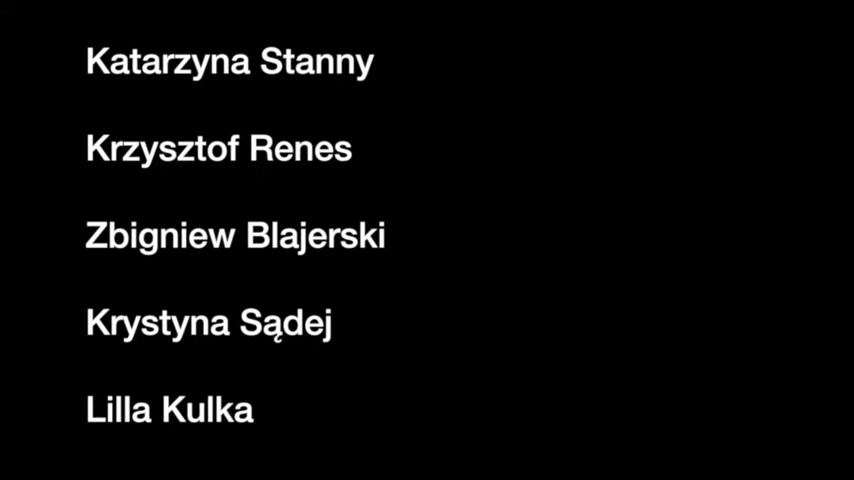 Katarzyna Stanny
Krzysztof Renes
Zbigniew Blajerski
Krystyna Sądej
Lilla Kulka